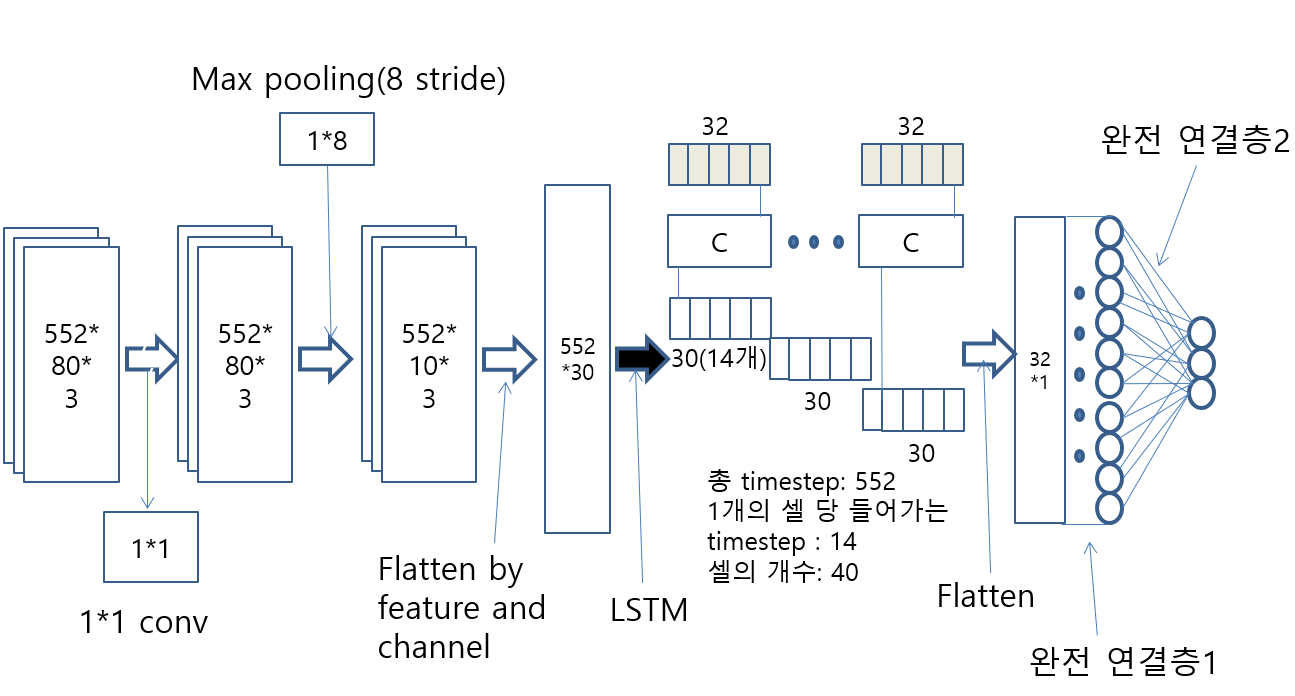 Max pooling(8 stride)
1*8
552*
80*
3
1*1
1*1 conv
552*
80*
3
552*
10*
3
Flatten by
feature and
channel
552
*30
LSTM
32
32
C
C
30(14개)
30
30
총 timestep: 552
1개의 셀 당 들어가는
timestep : 14
셀의 개수: 40
Flatten
32
*1
완전 연결층2
완전 연결층1